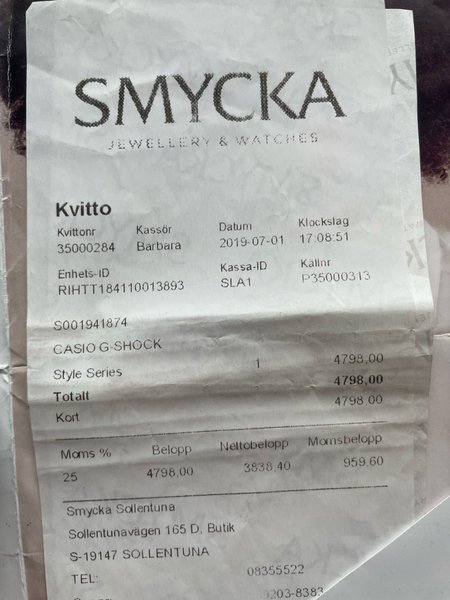 SMYCKA
JEWELLERY & WATCHES
Kvitto
Kvittonr Kassör Datum Klockslag
35000284 Barbara 2019-07-01 17:08:51
Enhets-ID Kassa-ID Källnr
RIHTT184110013893 SLA1 P35000313
S001941874
CASIO G-SHOCK
Style Series 1 4798,00
Totalt 4798,00
Kort 4798.00
Moms % Belopp Nettobelopp Momsbelopp
25 4798.00 3838.40 959.60
Smycka Sollentuna
Sollentunavägen 165 D, Butik
S-19147 SOLLENTUNA
TEL: 08355522
0203-8383